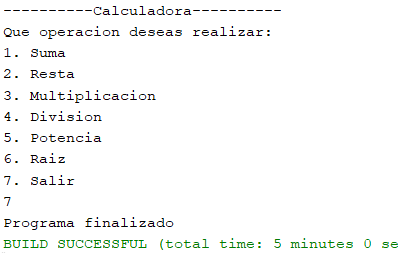 ----------Calculadora----------
Que operacion deseas realizar:
1. Suma
2. Resta
3. Multiplicacion
4. Division
5. Potencia
6. Raiz
7. Salir
7
Programa finalizado
BUILD SUCCESSFUL (total time: 5 minutes 0 se